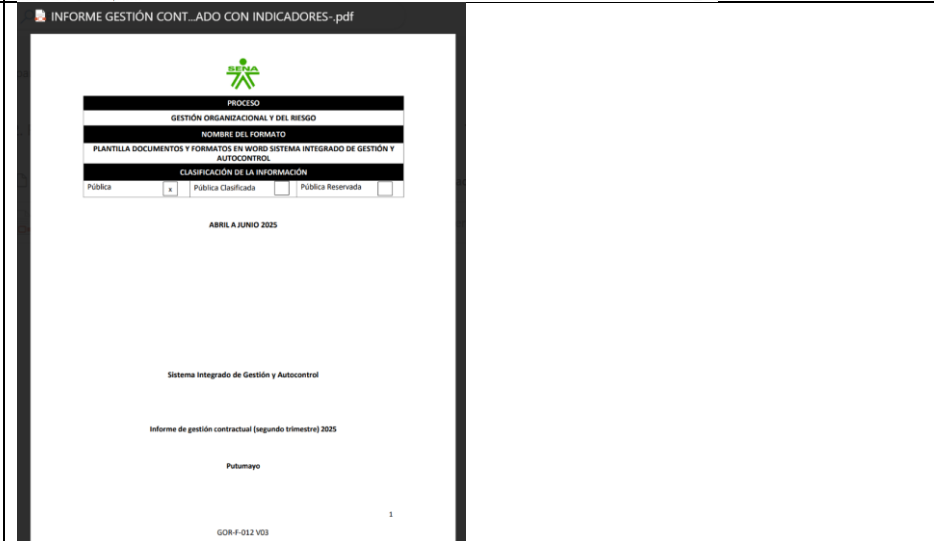 INFORME GESTIÓN CONT...ADO CON INDICADORES-.pdf
SENA
PROCESO
GESTIÓN ORGANIZACIONAL Y DEL RIESGO
NOMBRE DEL FORMATO
PLANTILLA DOCUMENTOS Y FORMATOS EN WORD SISTEMA INTEGRADO DE GESTIÓN Y
AUTOCONTROL
CLASIFICACIÓN DE LA INFORMACIÓN
Pública x Pública Clasificada Pública Reservada
ABRIL A JUNIO 2025
Sistema Integrado de Gestión y Autocontrol
Informe de gestión contractual (segundo trimestre) 2025
Putumayo
1
GOR-F-012 V03